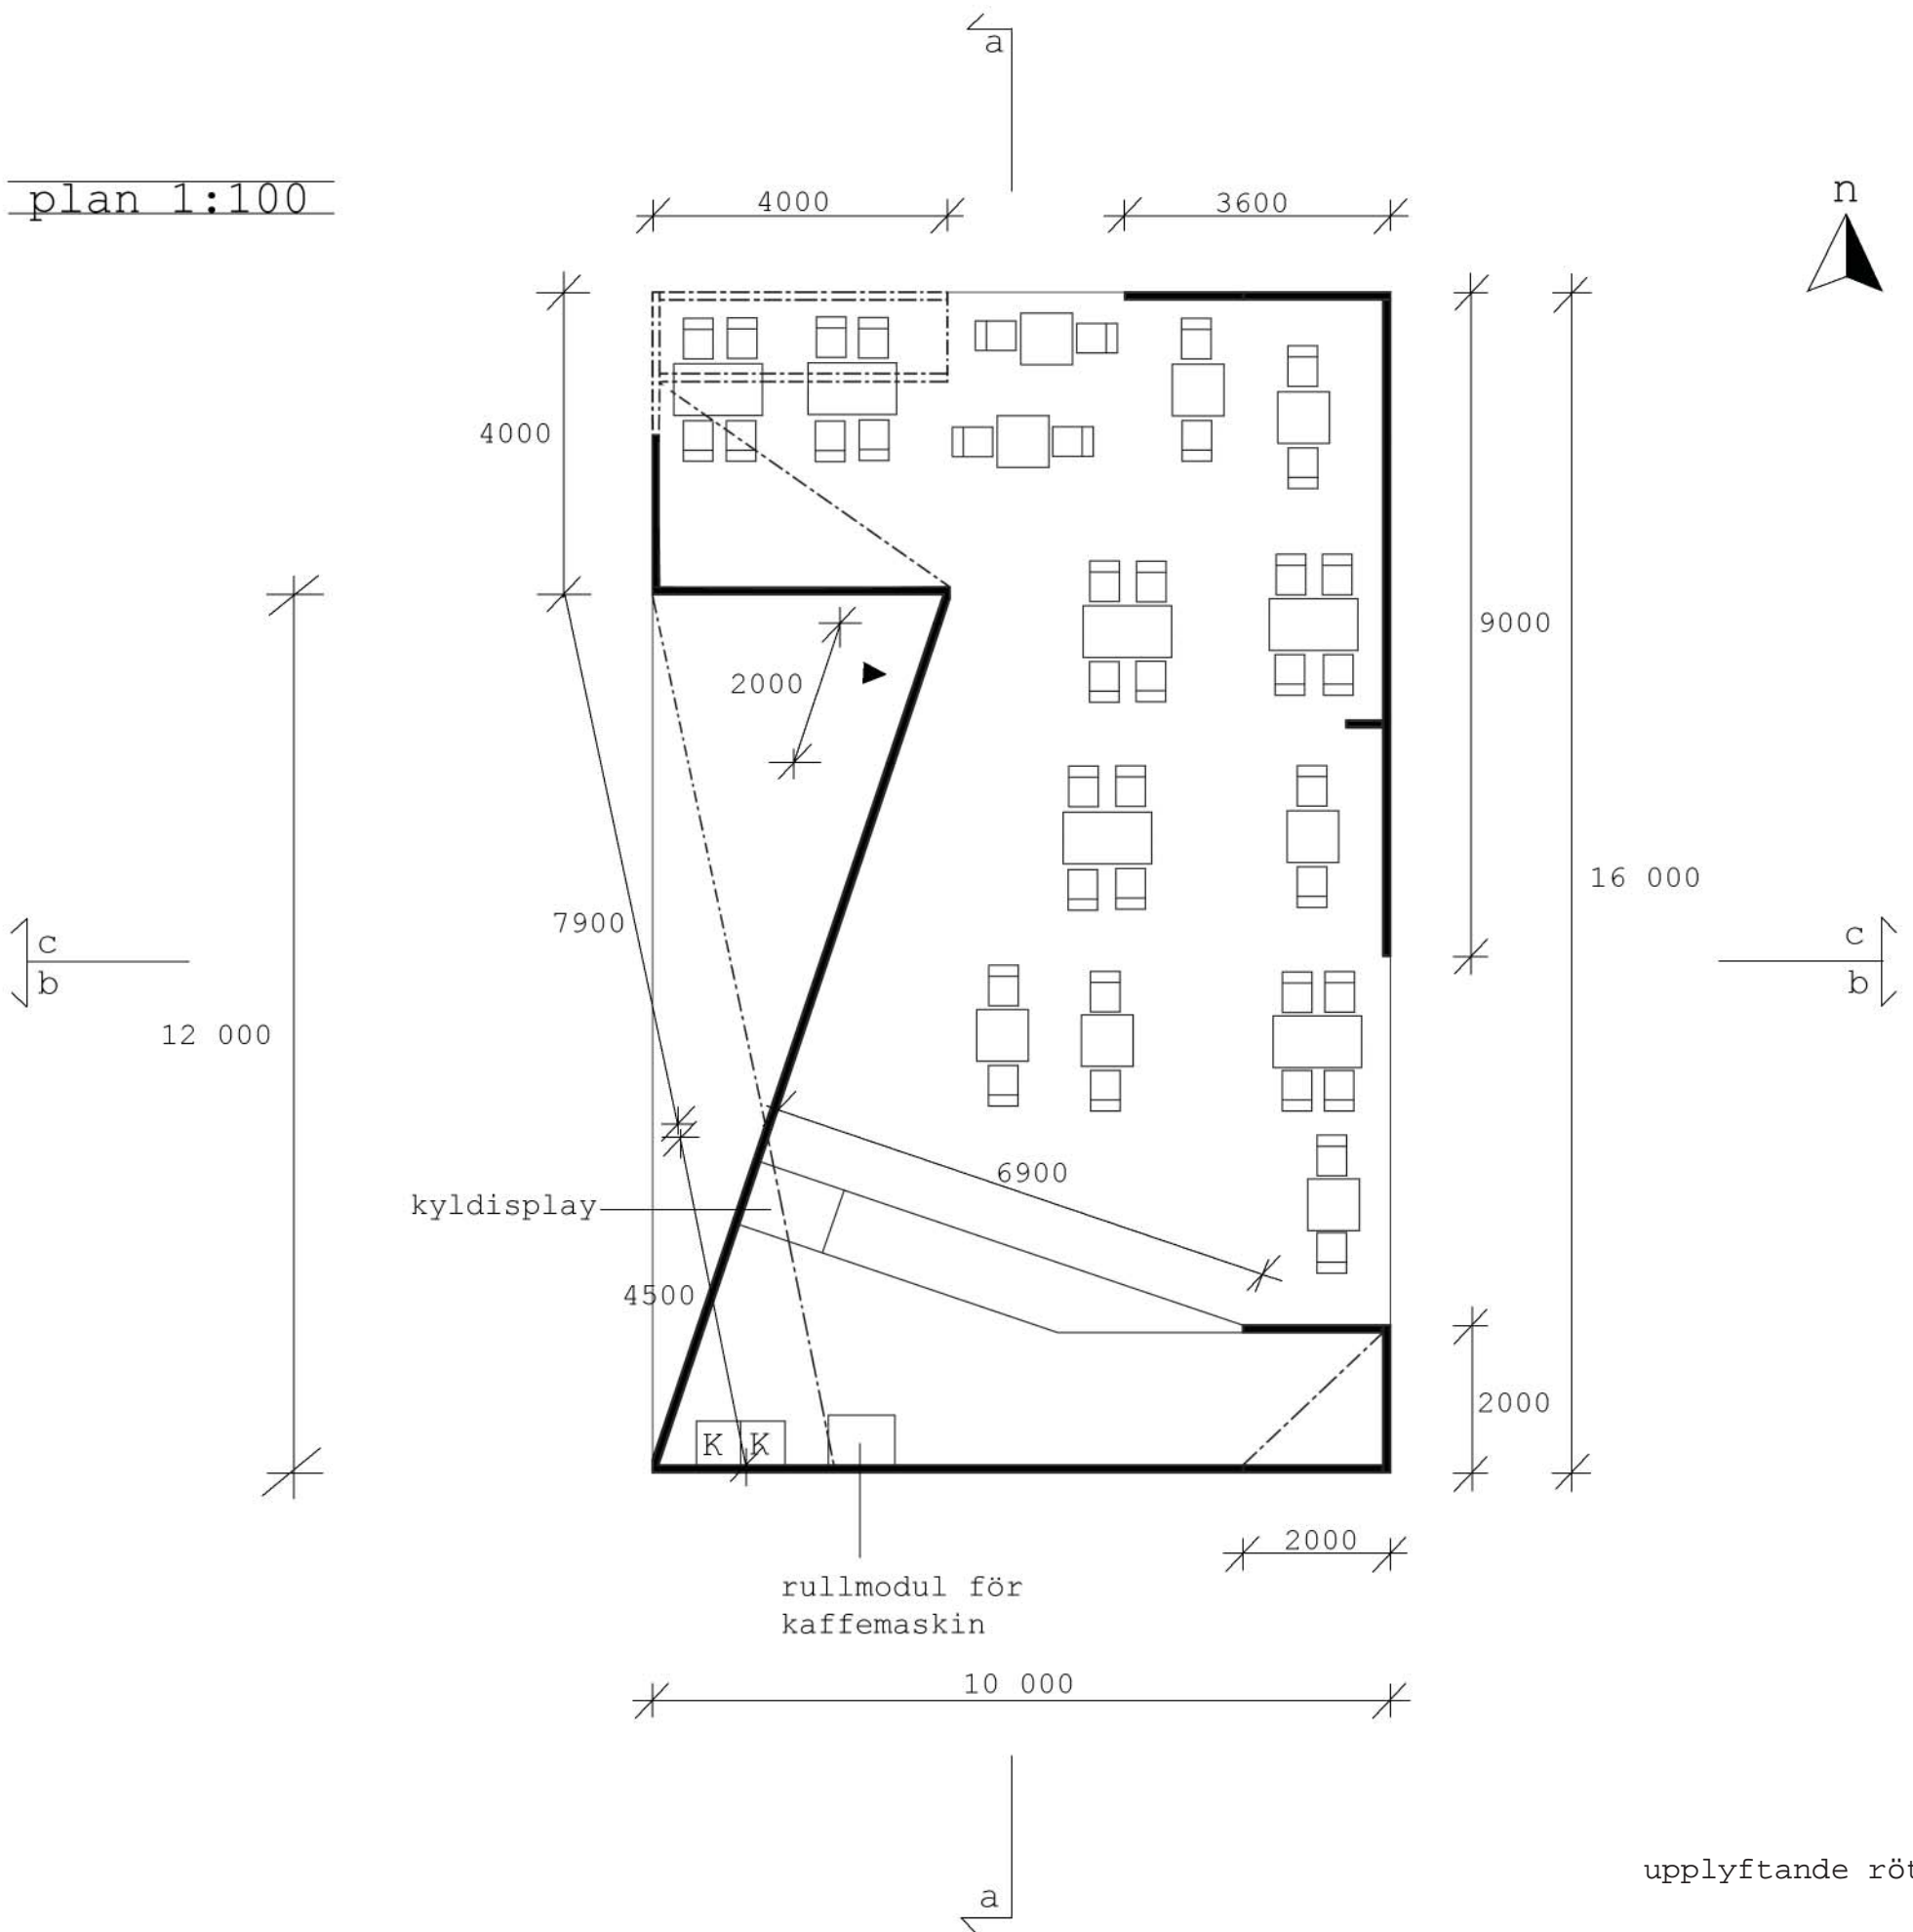 a
plan 1:100
n
4000
3600
4000
2000
9000
16 000
7900
c
b
c
b
12 000
6900
kyldisplay
4500
2000
K K
2000
rullmodul för
kaffemaskin
10 000
upplyftande
a